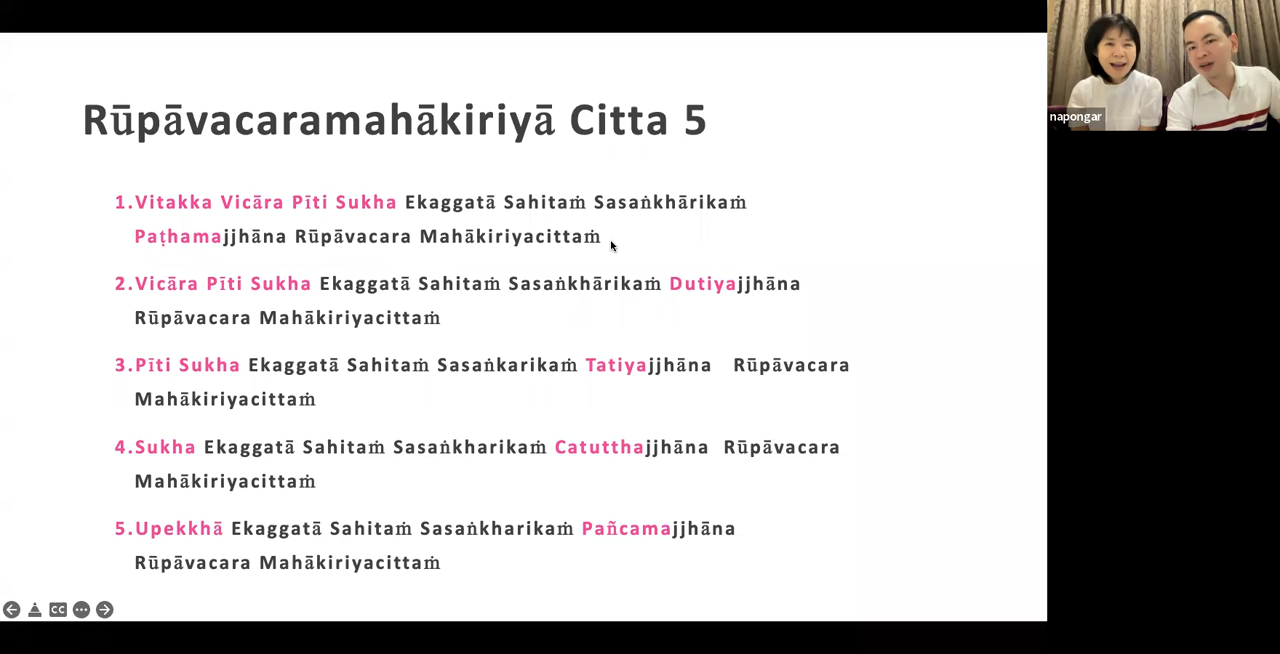 Rūpāvacaramahākiriyā Citta 5
1.Vitakka Vicāra Pīti Sukha Ekaggatā Sahitaṁ Sasaṅkhārikaṁ
Paṭhamajjhāna Rūpāvacara Mahākiriyacittaṁ
2.Vicāra Pīti Sukha Ekaggatā Sahitaṁ Sasaṅkhārikaṁ Dutiyajjhāna
Rūpāvacara Mahākiriyacittaṁ
3.Pīti Sukha Ekaggatā Sahitaṁ Sasaṅkarikaṁ Tatiyajjhāna Rūpāvacara
Mahākiriyacittaṁ
4.Sukha Ekaggatā Sahitaṁ Sasaṅkharikaṁ Catutthajjhāna Rūpāvacara
Mahākiriyacittaṁ
5.Upekkhā Ekaggatā Sahitaṁ Sasaṅkharikaṁ Pañcamajjhāna
Rūpāvacara Mahākiriyacittaṁ
napongar
CC